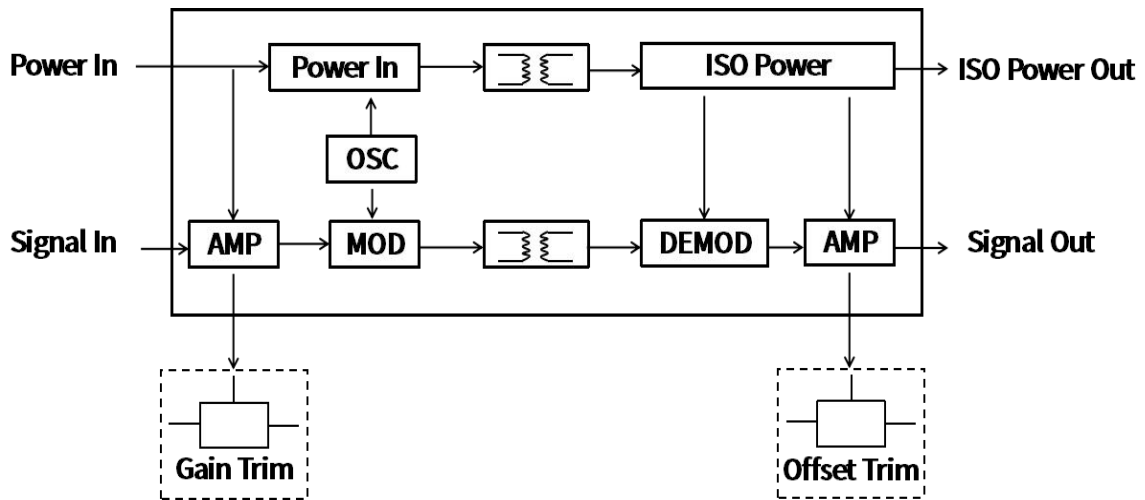 Power In
Power In
ISO Power
ISO Power Out
OSC
Signal In
AMP
MOD
DEMOD
AMP
Signal Out
Gain Trim
Offset Trim